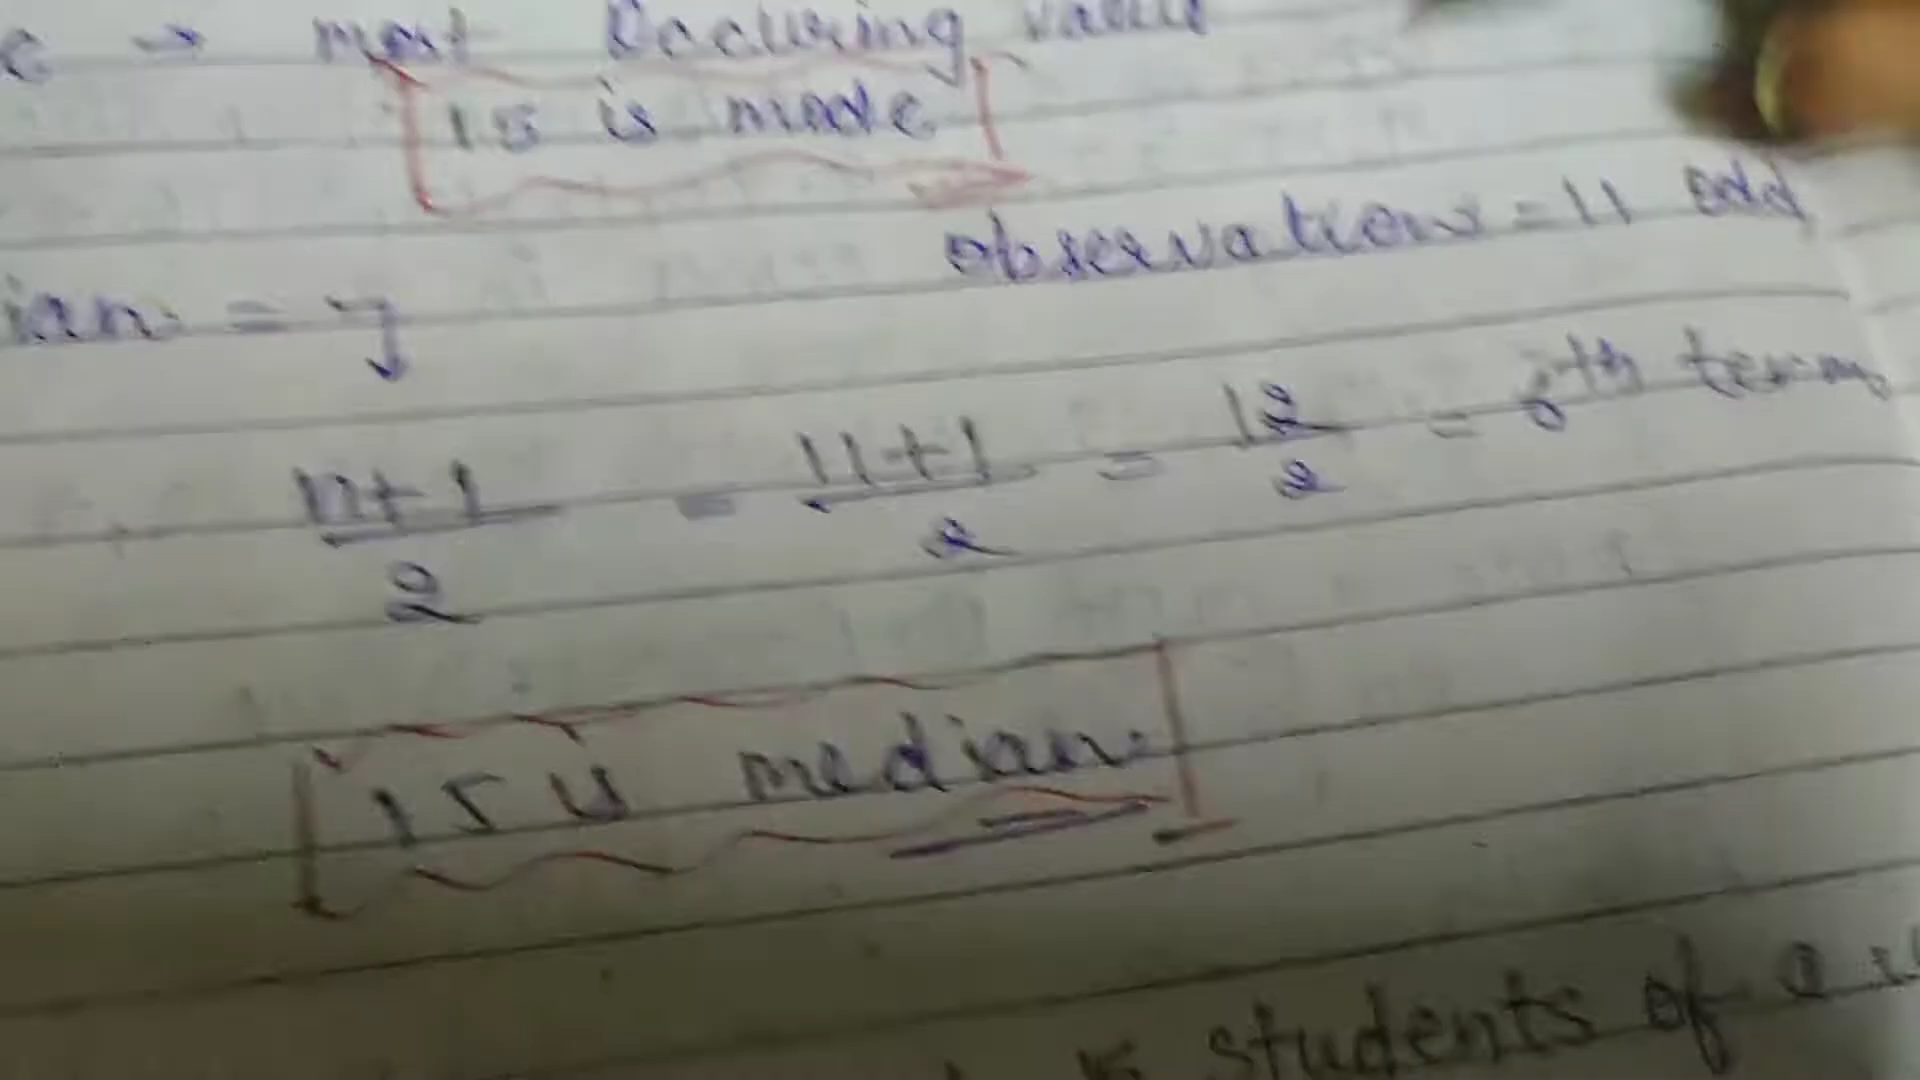 e → most Occuring value
15 is mode
observations = 11 odd
ian =
n+1/2 = 11+1/2 = 12/2 = 6th term
15 is median
15 students of a